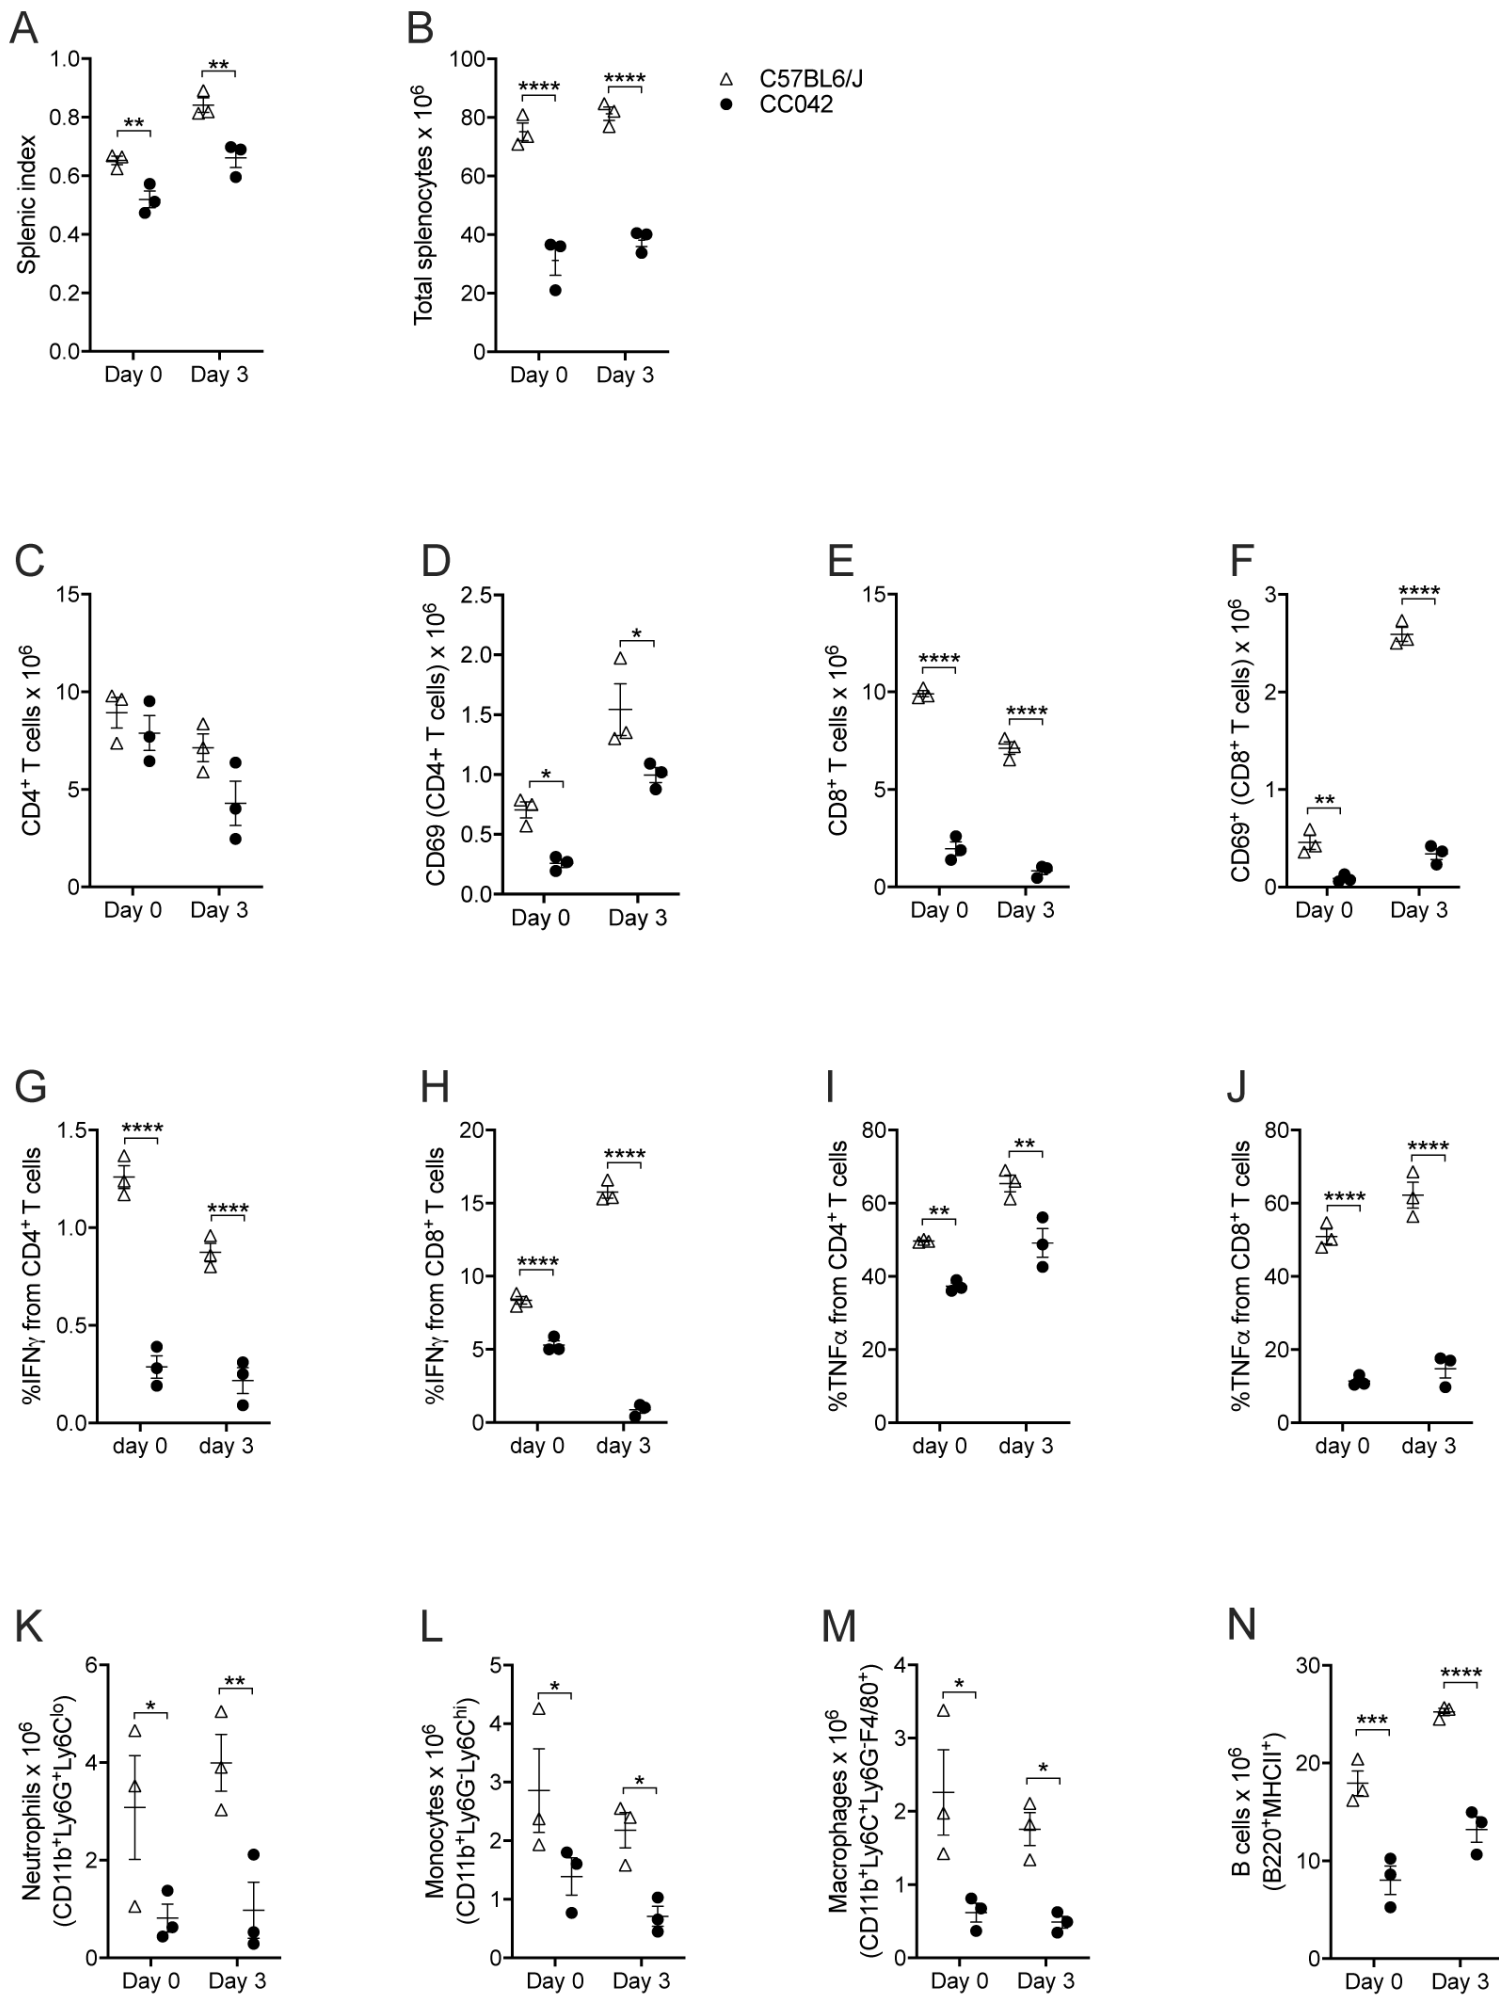 A
Splenic index
1.0
0.8
0.6
0.4
0.2
0.0
**
**
Day 0 Day 3
B
Total splenocytes x 10⁶
100
80
60
40
20
0
****
****
Day 0 Day 3
C57BL6/J
CC042
C
CD4⁺ T cells x 10⁶
15
10
5
0
Day 0 Day 3
D
CD69 (CD4+ T cells) x 10⁶
2.5
2.0
1.5
1.0
0.5
0.0
*
*
Day 0 Day 3
E
CD8⁺ T cells x 10⁶
15
10
5
0
****
****
Day 0 Day 3
F
CD69⁺ (CD8⁺ T cells) x 10⁶
3
2
1
0
**
****
Day 0 Day 3
G
%IFNγ from CD4⁺ T cells
1.5
1.0
0.5
0.0
****
****
day 0 day 3
H
%IFNγ from CD8⁺ T cells
20
15
10
5
0
****
****
day 0 day 3
I
%TNFα from CD4⁺ T cells
80
60
40
20
0
**
**
day 0 day 3
J
%TNFα from CD8⁺ T cells
80
60
40
20
0
****
****
day 0 day 3
K
Neutrophils x 10⁶
(CD11b⁺Ly6G⁺Ly6Cˡᵒ)
6
4
2
0
*
**
Day 0 Day 3
L
Monocytes x 10⁶
(CD11b⁺Ly6G⁻Ly6Cʰⁱ)
5
4
3
2
1
0
*
*
Day 0 Day 3
M
Macrophages x 10⁶
(CD11b⁺Ly6C⁺Ly6G⁻F4/80⁺)
4
3
2
1
0
*
*
Day 0 Day 3
N
B cells x 10⁶
(B220⁺MHCII⁺)
30
20
10
0
***
****
Day 0 Day 3